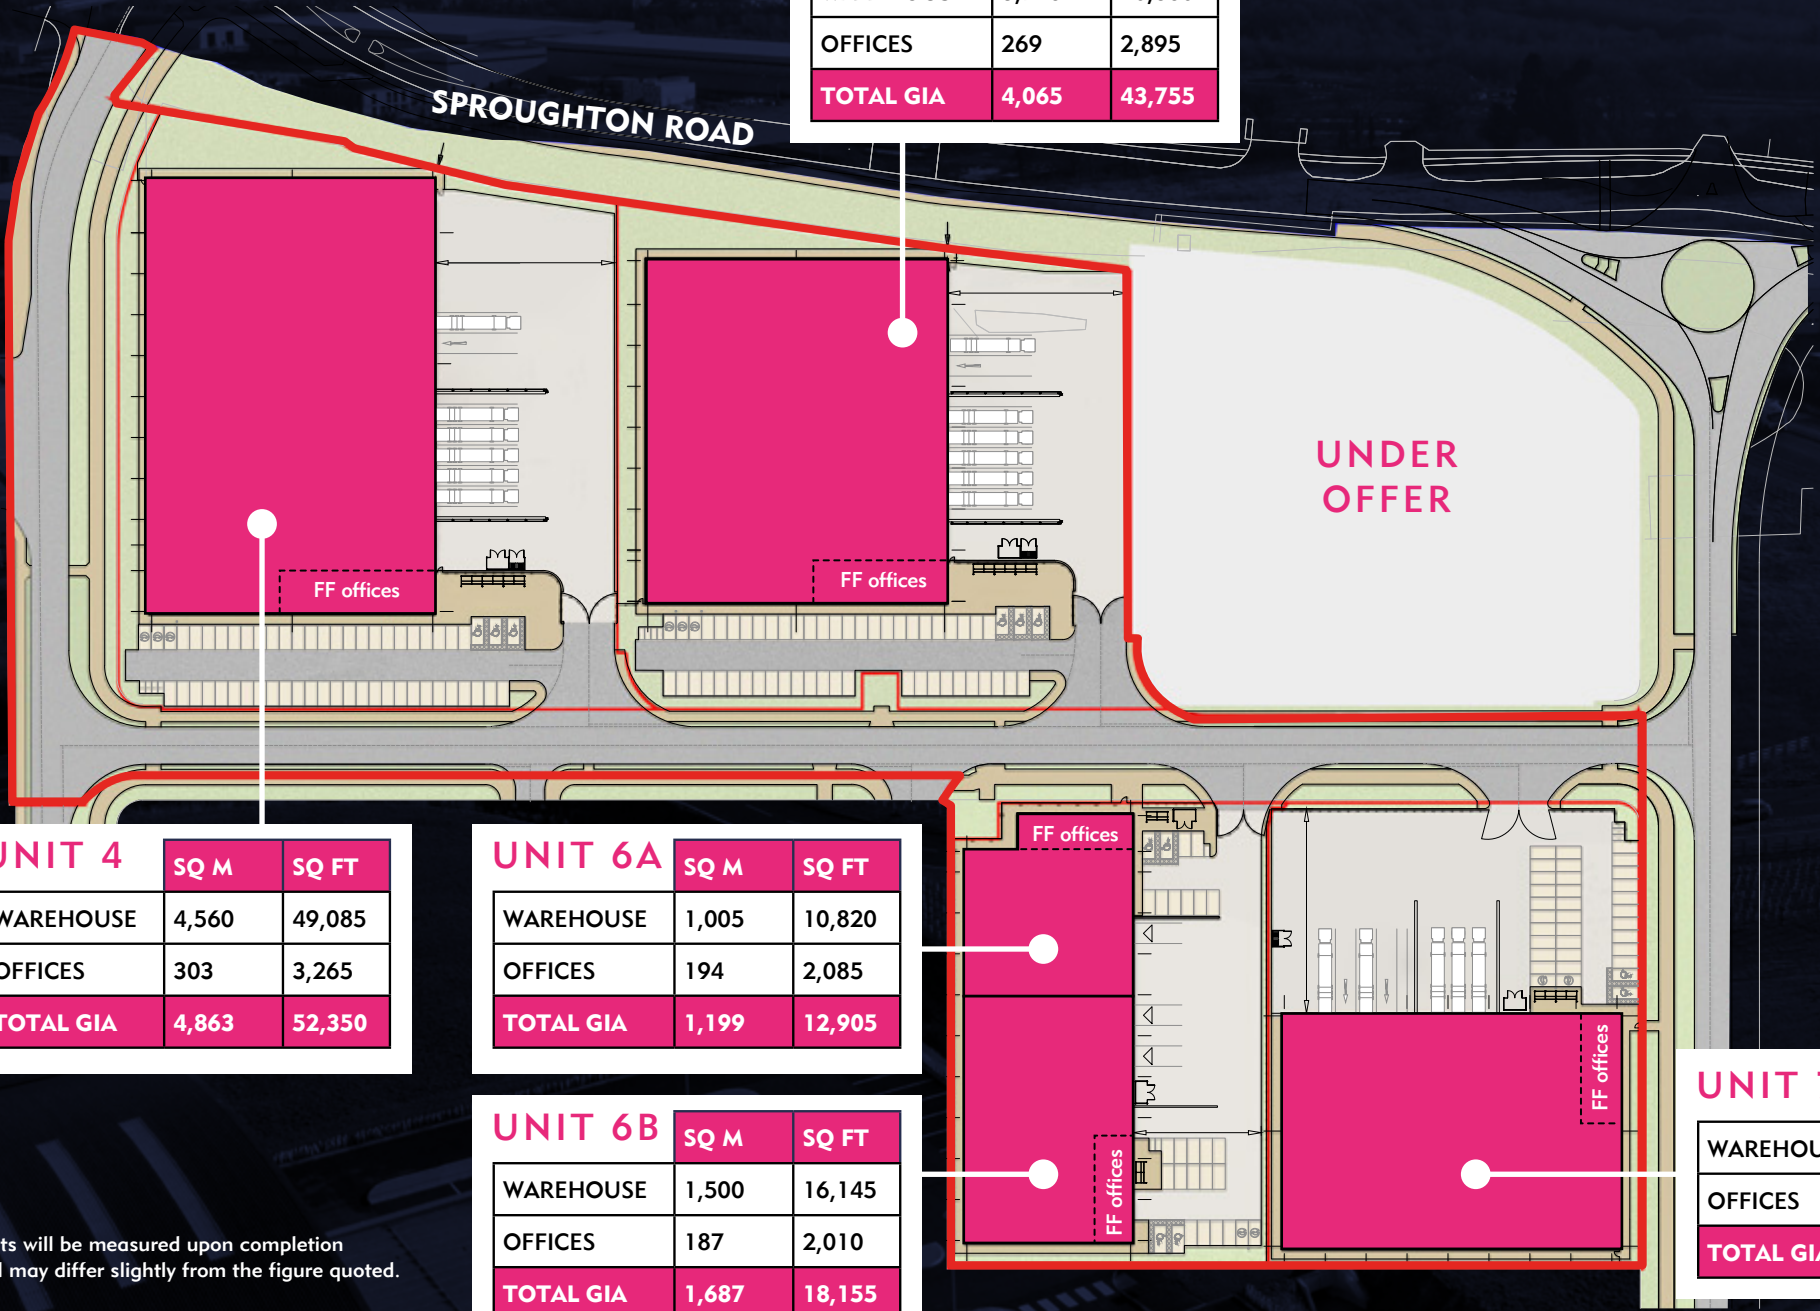 OFFICES 269 2,895
TOTAL GIA 4,065 43,755
SPROUGHTON ROAD
UNDER
OFFER
FF offices
FF offices
UNIT 4 SQ M SQ FT
WAREHOUSE 4,560 49,085
OFFICES 303 3,265
TOTAL GIA 4,863 52,350
UNIT 6A SQ M SQ FT
WAREHOUSE 1,005 10,820
OFFICES 194 2,085
TOTAL GIA 1,199 12,905
FF offices
UNIT 6B SQ M SQ FT
WAREHOUSE 1,500 16,145
OFFICES 187 2,010
TOTAL GIA 1,687 18,155
FF offices
FF offices
UNIT
WAREHOU
OFFICES
TOTAL GIA
ts will be measured upon completion
may differ slightly from the figure quoted.